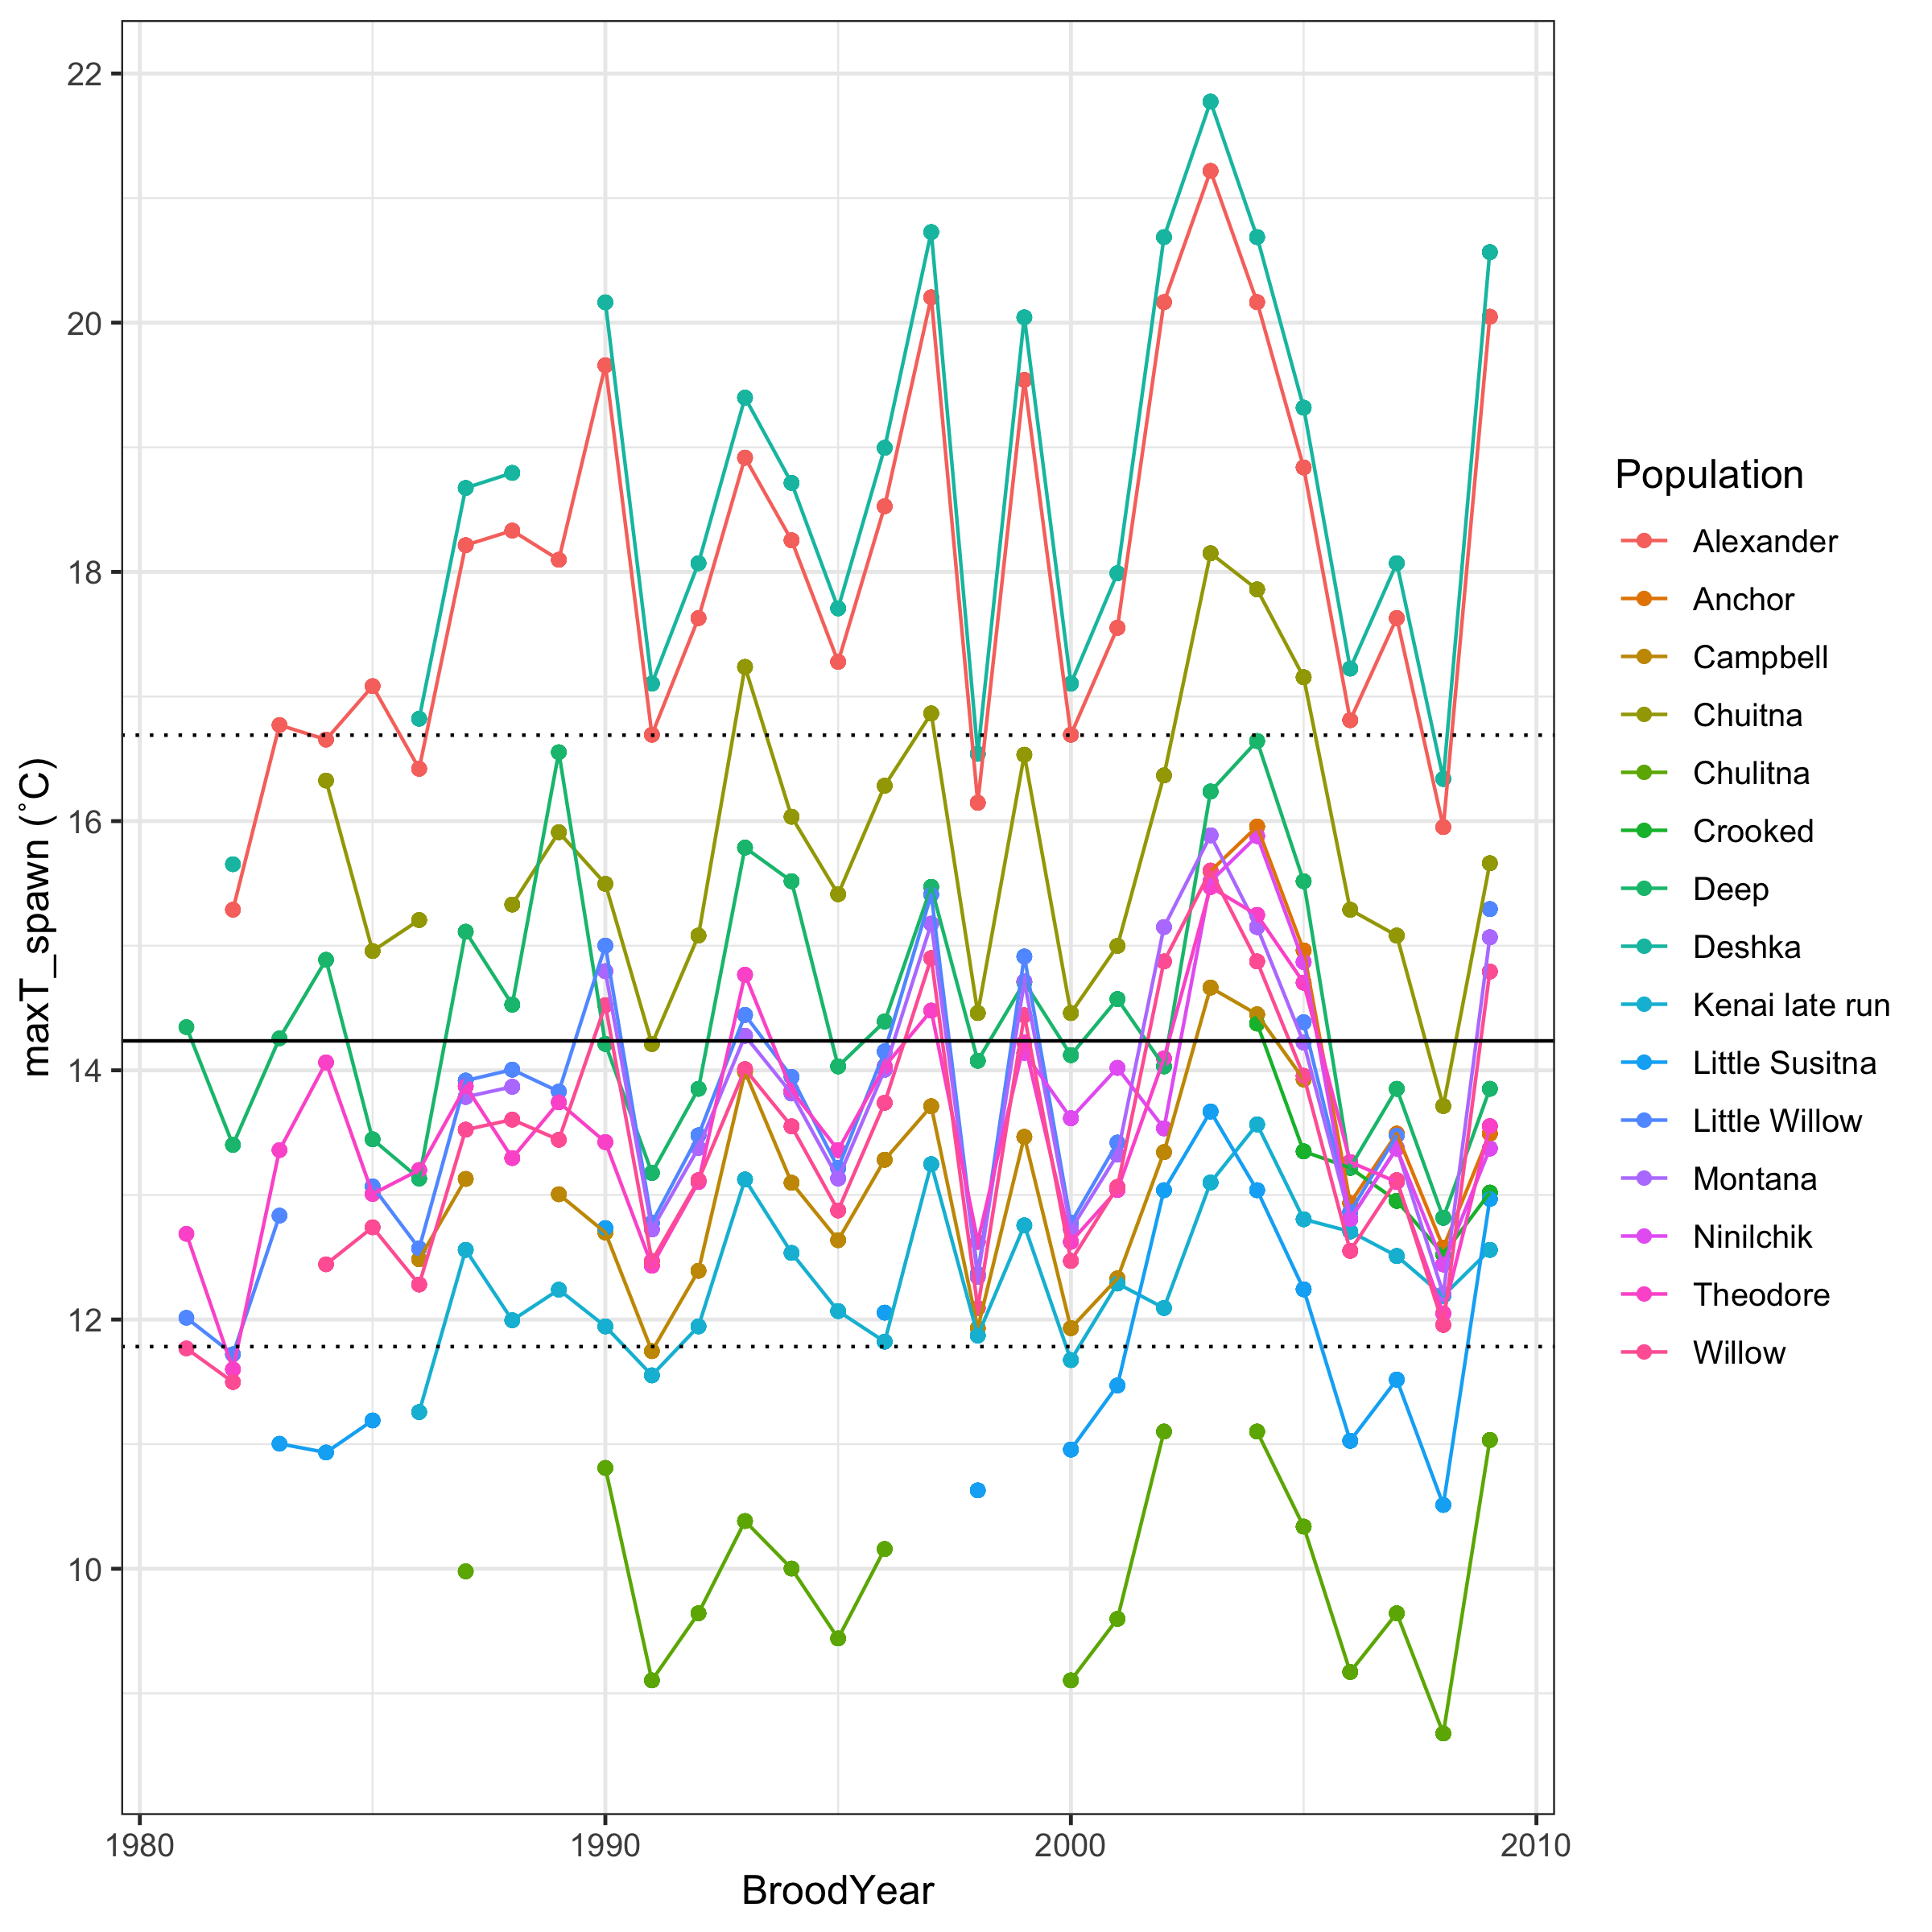 22
20
18
16
14
12
10
maxT_spawn (˚C)
1980
1990
2000
2010
BroodYear
Population
Alexander
Anchor
Campbell
Chuitna
Chulitna
Crooked
Deep
Deshka
Kenai late run
Little Susitna
Little Willow
Montana
Ninilchik
Theodore
Willow